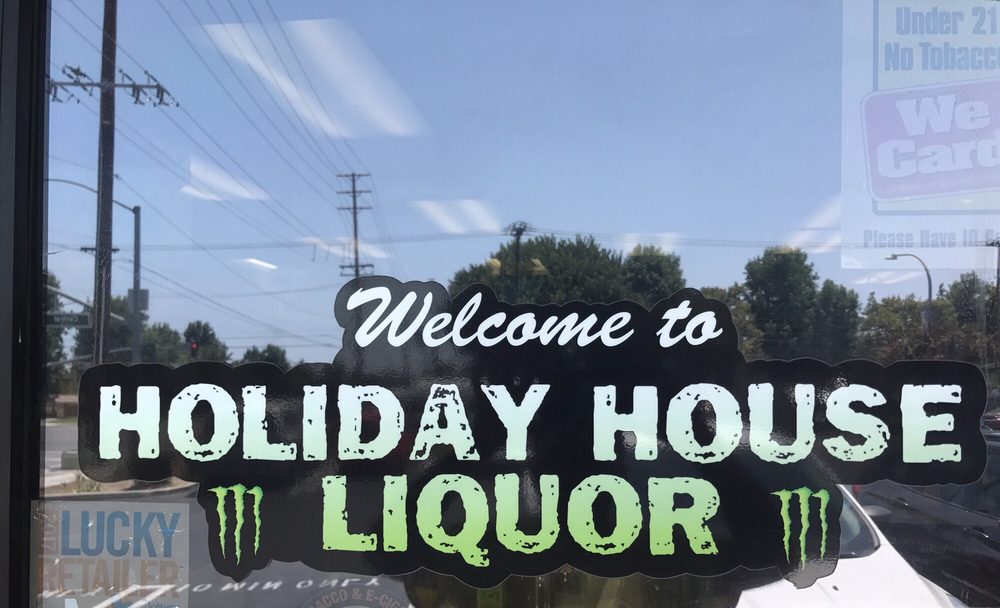 Under 21
No Tobacco
We
Card
Please Have ID
Welcome to
HOLIDAY HOUSE
LIQUOR
LUCKY
RETAILER